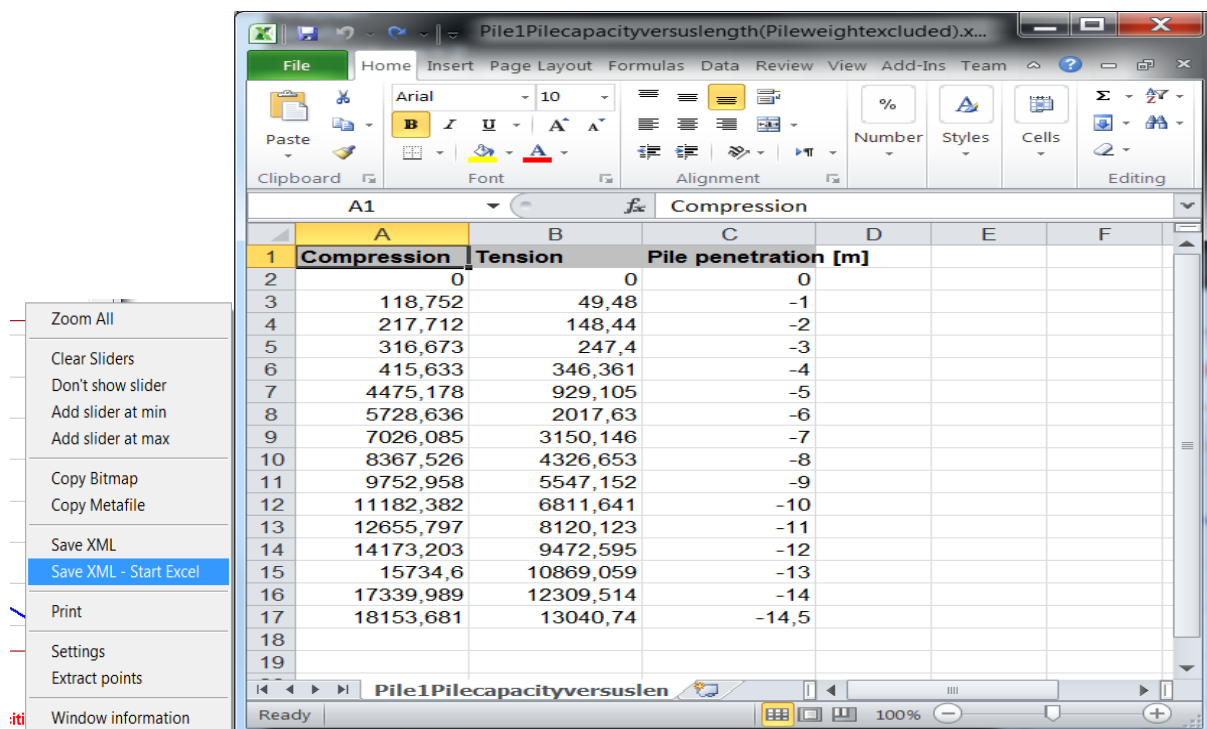 Pile1Pilecapacityversuslength(Pileweightexcluded).x...
File Home Insert Page Layout Formulas Data Review View Add-Ins Team
Arial 10
B I U A A
Paste
% Number Styles Cells
Σ
Clipboard Font Alignment Editing
A1 fx Compression
A B C D E F
1 Compression Tension Pile penetration [m]
2 0 0 0
3 118,752 49,48 -1
4 217,712 148,44 -2
5 316,673 247,4 -3
6 415,633 346,361 -4
7 4475,178 929,105 -5
8 5728,636 2017,63 -6
9 7026,085 3150,146 -7
10 8367,526 4326,653 -8
11 9752,958 5547,152 -9
12 11182,382 6811,641 -10
13 12655,797 8120,123 -11
14 14173,203 9472,595 -12
15 15734,6 10869,059 -13
16 17339,989 12309,514 -14
17 18153,681 13040,74 -14,5
18
19
Pile1Pilecapacityversuslen
Ready 100%
Zoom All
Clear Sliders
Don't show slider
Add slider at min
Add slider at max
Copy Bitmap
Copy Metafile
Save XML
Save XML - Start Excel
Print
Settings
Extract points
Window information